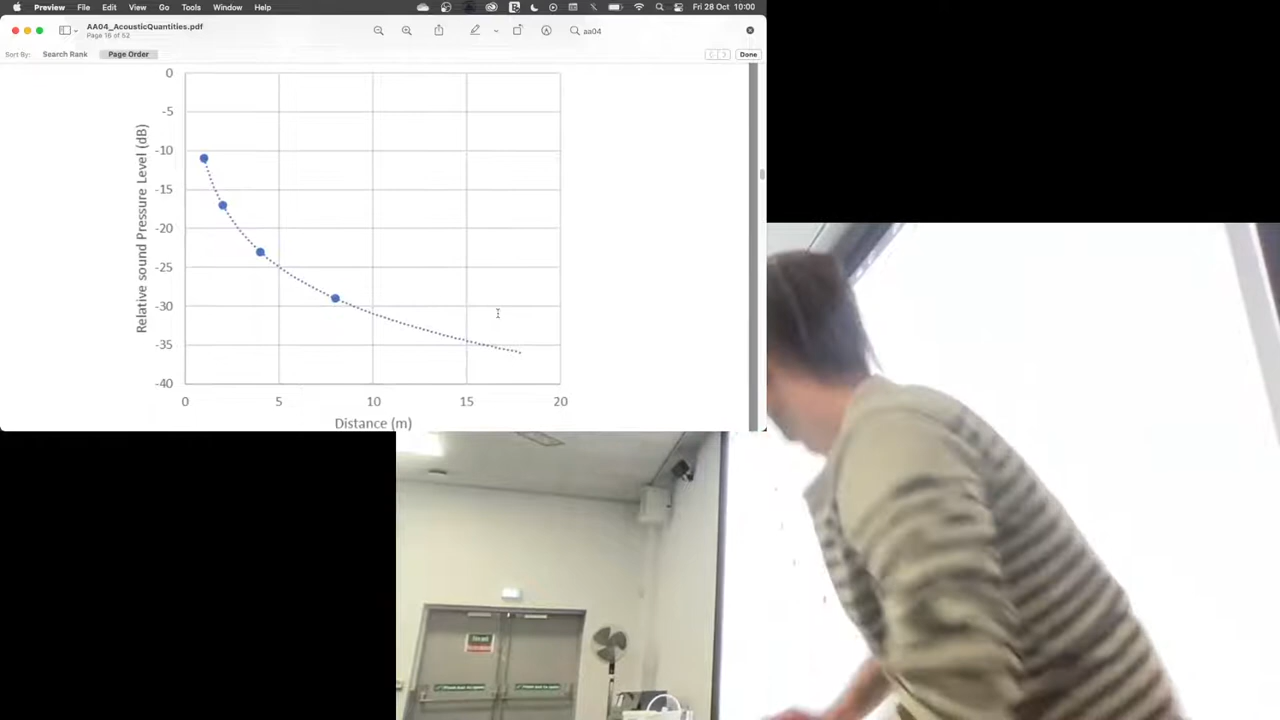 Preview File Edit View Go Tools Window Help Fri 28 Oct 10:00
AA04_AcousticQuantities.pdf
Page 16 of 52
aa04
Sort By: Search Rank Page Order Done
Relative sound Pressure Level (dB)
0
-5
-10
-15
-20
-25
-30
-35
-40
0 5 10 15 20
Distance (m)